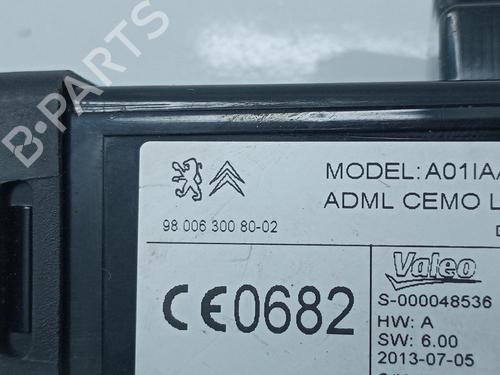 B-PARTS
MODEL: A01IA
ADML CEMO L
98 006 300 80-02
Valeo
CE0682
S-000048536
HW: A
SW: 6.00
2013-07-05